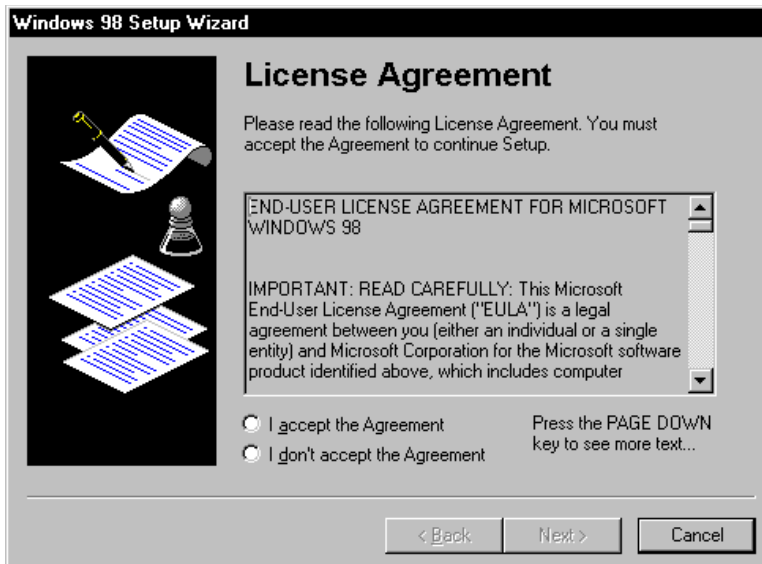 Windows 98 Setup Wizard
License Agreement
Please read the following License Agreement. You must
accept the Agreement to continue Setup.
END-USER LICENSE AGREEMENT FOR MICROSOFT
WINDOWS 98
IMPORTANT: READ CAREFULLY: This Microsoft
End-User License Agreement ("EULA") is a legal
agreement between you (either an individual or a single
entity) and Microsoft Corporation for the Microsoft software
product identified above, which includes computer
I accept the Agreement
I don't accept the Agreement
Press the PAGE DOWN
key to see more text...
< Back
Next >
Cancel